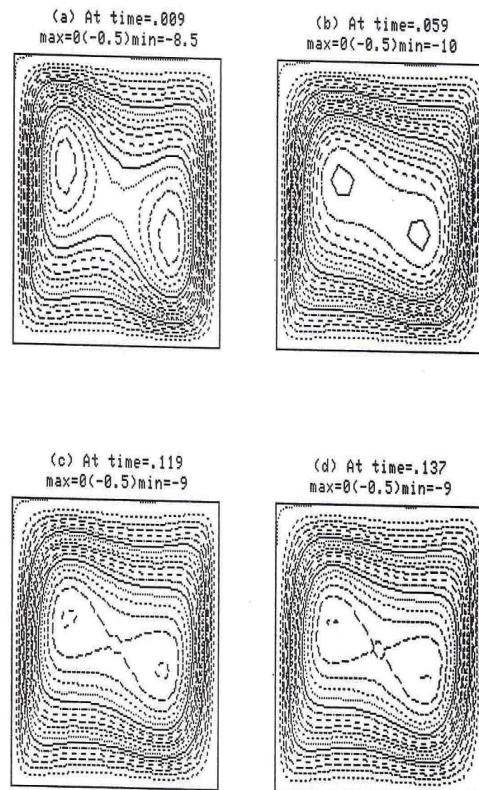 (a) At time=.009
max=0(-0.5)min=-8.5
(b) At time=.059
max=0(-0.5)min=-10
(c) At time=.119
max=0(-0.5)min=-9
(d) At time=.137
max=0(-0.5)min=-9